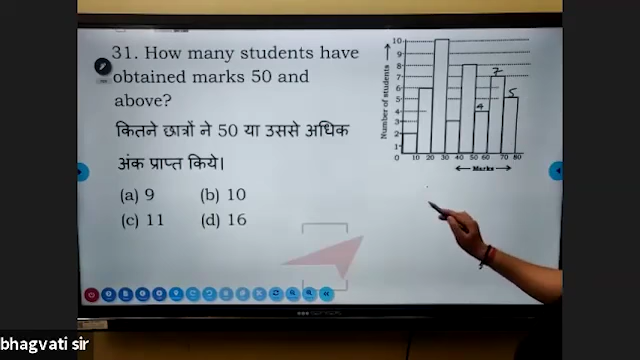 31. How many students have
obtained marks 50 and
above?
कितने छात्रों ने 50 या उससे अधिक
अंक प्राप्त किये।
(a) 9 (b) 10
(c) 11 (d) 16
Number of students
10
9
8
7
6
5
4
3
2
1
0 10 20 30 40 50 60 70 80
Marks
4
7
5
bhagvati sir